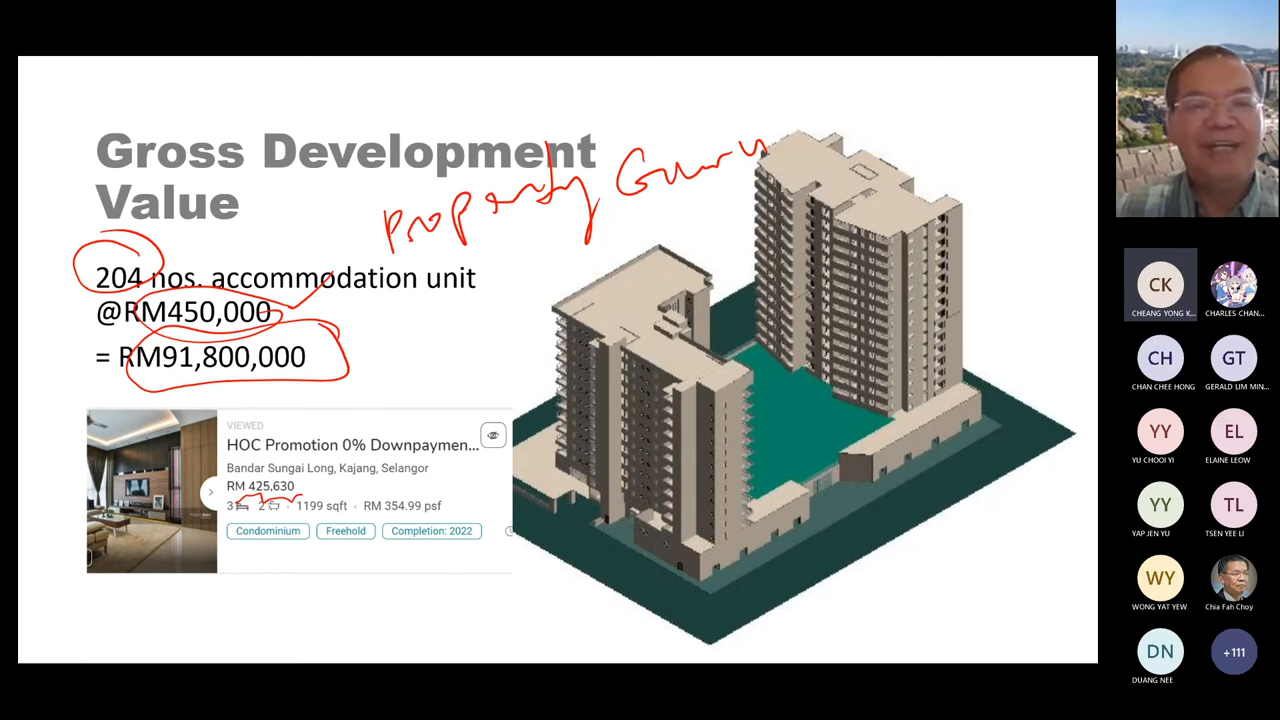 Gross Development
Value
Property Guru
204 nos. accommodation unit
@RM450,000
= RM91,800,000
VIEWED
HOC Promotion 0% Downpaymen...
Bandar Sungai Long, Kajang, Selangor
RM 425,630
3 2 · 1199 sqft · RM 354.99 psf
Condominium Freehold Completion: 2022
CK
CHEANG YONG K...
CHARLES CHAN...
CH GT
CHAN CHEE HONG GERALD LIM MIN...
YY EL
YU CHOOI YI ELAINE LEOW
YY TL
YAP JEN YU TSEN YEE LI
WY
WONG YAT YEW Chia Fah Choy
DN +111
DUANG NEE